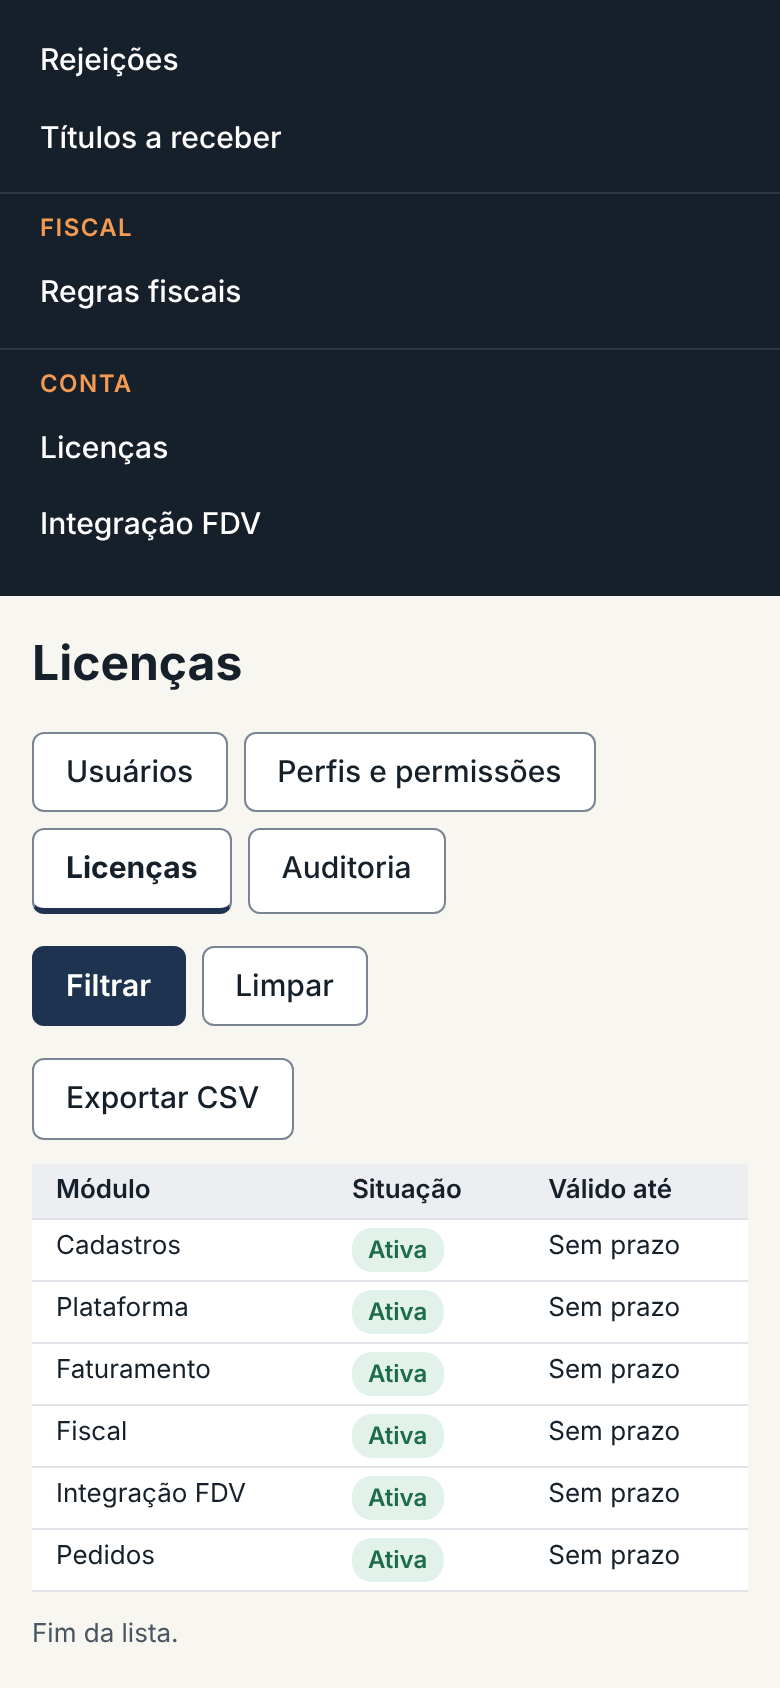 Rejeições
Títulos a receber
FISCAL
Regras fiscais
CONTA
Licenças
Integração FDV
Licenças
Usuários Perfis e permissões
Licenças Auditoria
Filtrar Limpar
Exportar CSV
Módulo Situação Válido até
Cadastros Ativa Sem prazo
Plataforma Ativa Sem prazo
Faturamento Ativa Sem prazo
Fiscal Ativa Sem prazo
Integração FDV Ativa Sem prazo
Pedidos Ativa Sem prazo
Fim da lista.